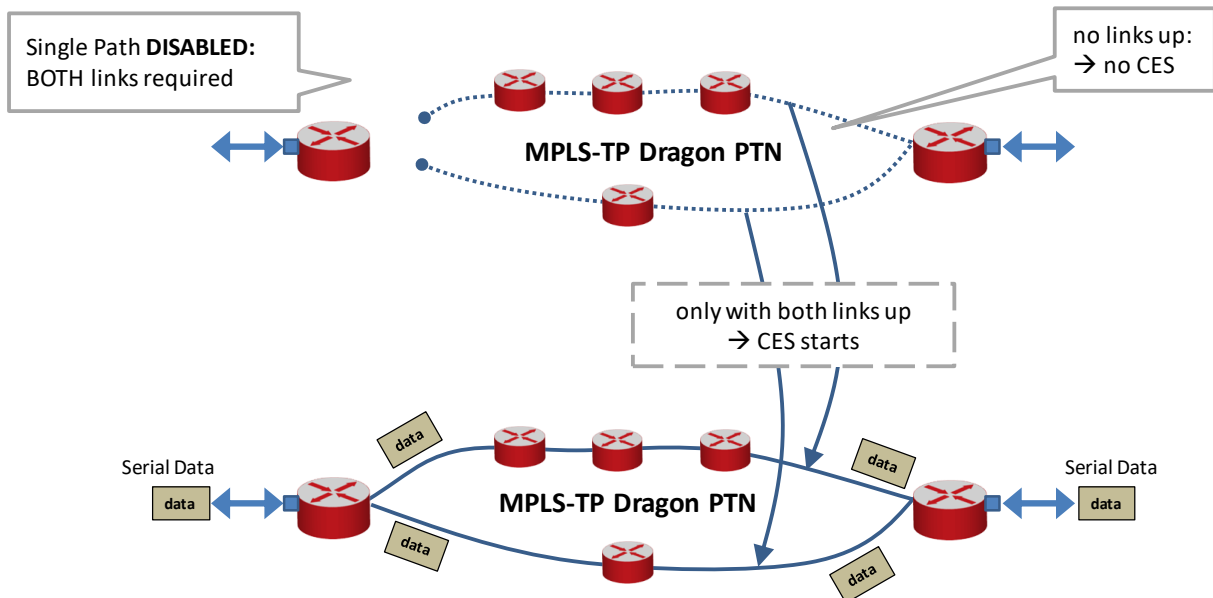 Single Path DISABLED:
BOTH links required
no links up:
→ no CES
MPLS-TP Dragon PTN
only with both links up
→ CES starts
data
data
Serial Data
Serial Data
data
MPLS-TP Dragon PTN
data
data
data